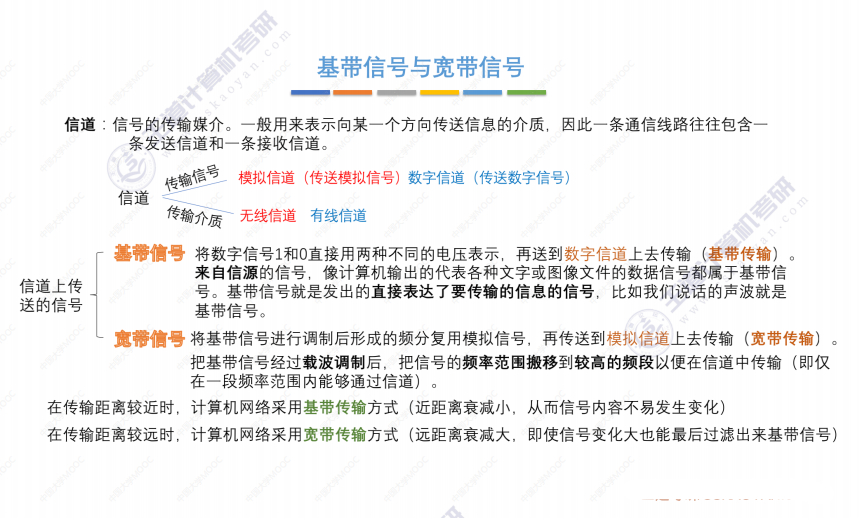 基带信号与宽带信号
信道：信号的传输媒介。一般用来表示向某一个方向传送信息的介质，因此一条通信线路往往包含一
条发送信道和一条接收信道。
传输信号
模拟信道（传送模拟信号）数字信道（传送数字信号）
信道
传输介质
无线信道 有线信道
基带信号 将数字信号1和0直接用两种不同的电压表示，再送到数字信道上去传输（基带传输）。
来自信源的信号，像计算机输出的代表各种文字或图像文件的数据信号都属于基带信
号。基带信号就是发出的直接表达了要传输的信息的信号，比如我们说话的声波就是
基带信号。
信道上传
送的信号
宽带信号 将基带信号进行调制后形成的频分复用模拟信号，再传送到模拟信道上去传输（宽带传输）。
把基带信号经过载波调制后，把信号的频率范围搬移到较高的频段以便在信道中传输（即仅
在一段频率范围内能够通过信道）。
在传输距离较近时，计算机网络采用基带传输方式（近距离衰减小，从而信号内容不易发生变化）
在传输距离较远时，计算机网络采用宽带传输方式（远距离衰减大，即使信号变化大也能最后过滤出来基带信号）